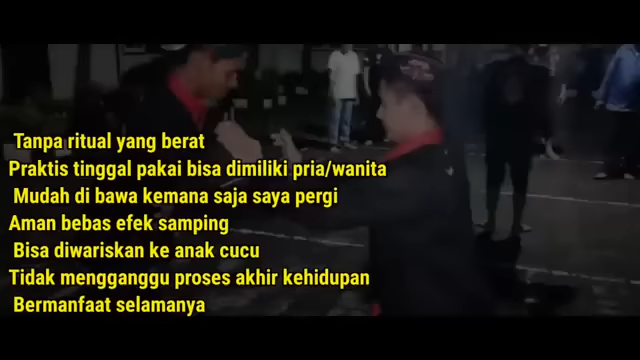 Tanpa ritual yang berat
Praktis tinggal pakai bisa dimiliki pria/wanita
Mudah di bawa kemana saja saya pergi
Aman bebas efek samping
Bisa diwariskan ke anak cucu
Tidak mengganggu proses akhir kehidupan
Bermanfaat selamanya